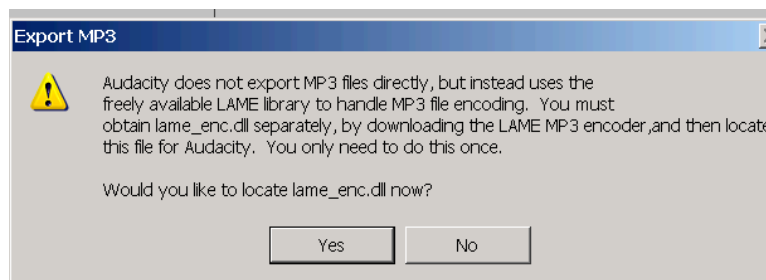 Export MP3
Audacity does not export MP3 files directly, but instead uses the
freely available LAME library to handle MP3 file encoding.  You must
obtain lame_enc.dll separately, by downloading the LAME MP3 encoder,and then locate
this file for Audacity.  You only need to do this once.
Would you like to locate lame_enc.dll now?
Yes No